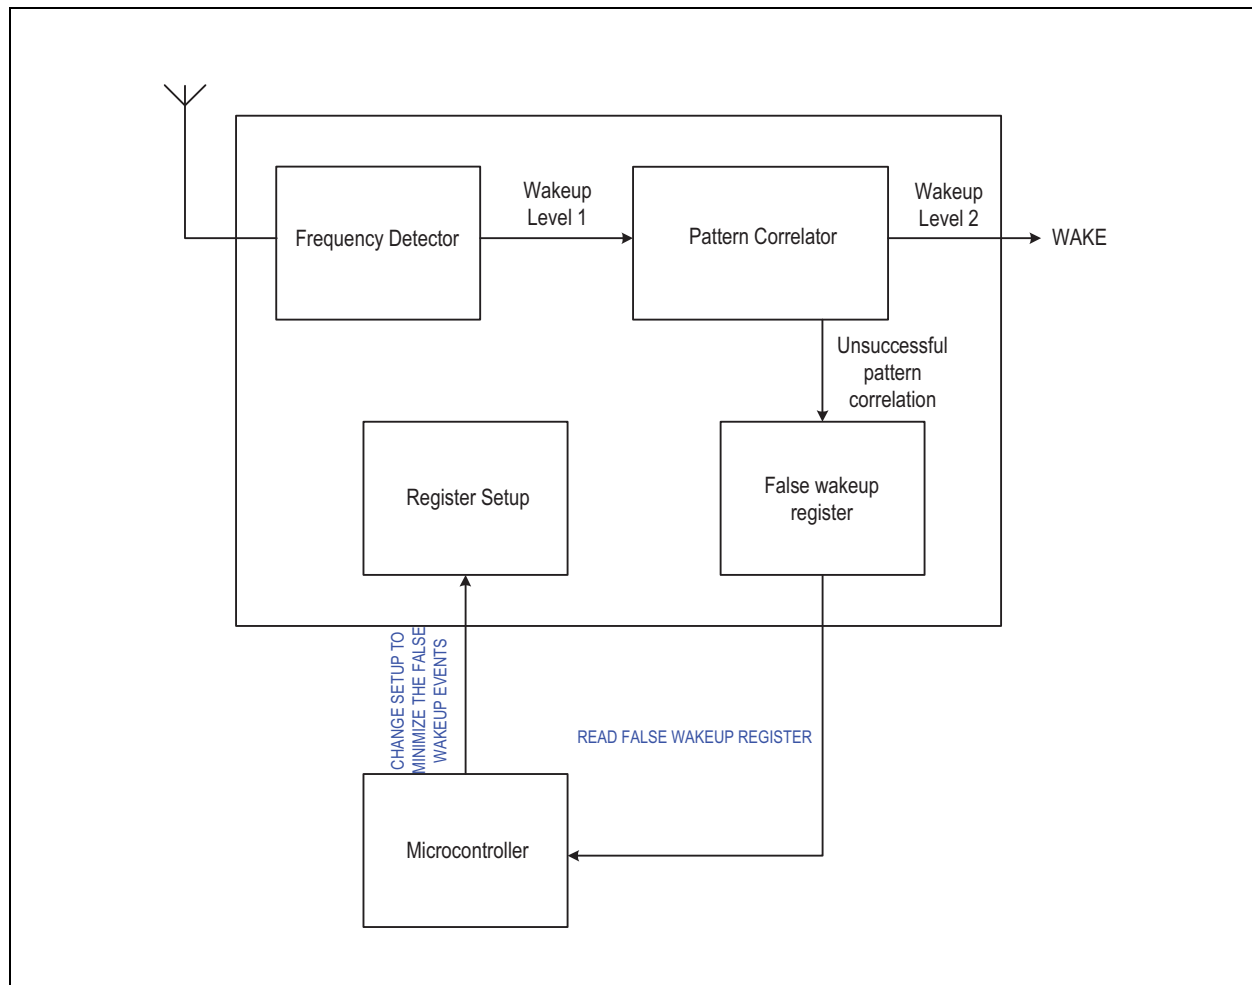 Wakeup
Level 1
Wakeup
Level 2
Frequency Detector
Pattern Correlator
WAKE
Unsuccessful
pattern
correlation
Register Setup
False wakeup
register
CHANGE SETUP TO
MINIMIZE THE FALSE
WAKEUP EVENTS
READ FALSE WAKEUP REGISTER
Microcontroller